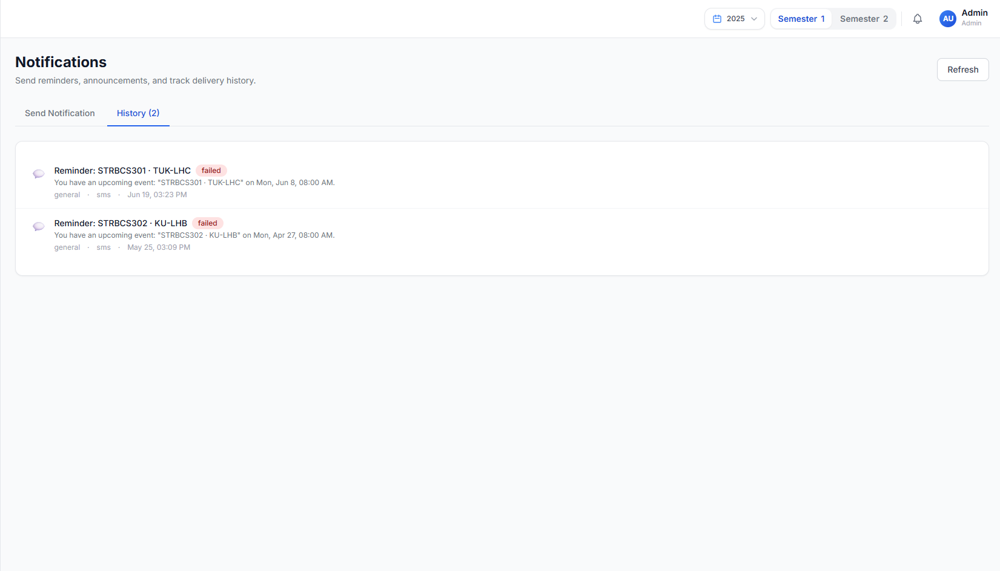 2025
Semester 1
Semester 2
AU
Admin
Admin
Notifications
Send reminders, announcements, and track delivery history.
Refresh
Send Notification
History (2)
Reminder: STRBCS301 · TUK-LHC failed
You have an upcoming event: "STRBCS301 · TUK-LHC" on Mon, Jun 8, 08:00 AM.
general · sms · Jun 19, 03:23 PM
Reminder: STRBCS302 · KU-LHB failed
You have an upcoming event: "STRBCS302 · KU-LHB" on Mon, Apr 27, 08:00 AM.
general · sms · May 25, 03:09 PM